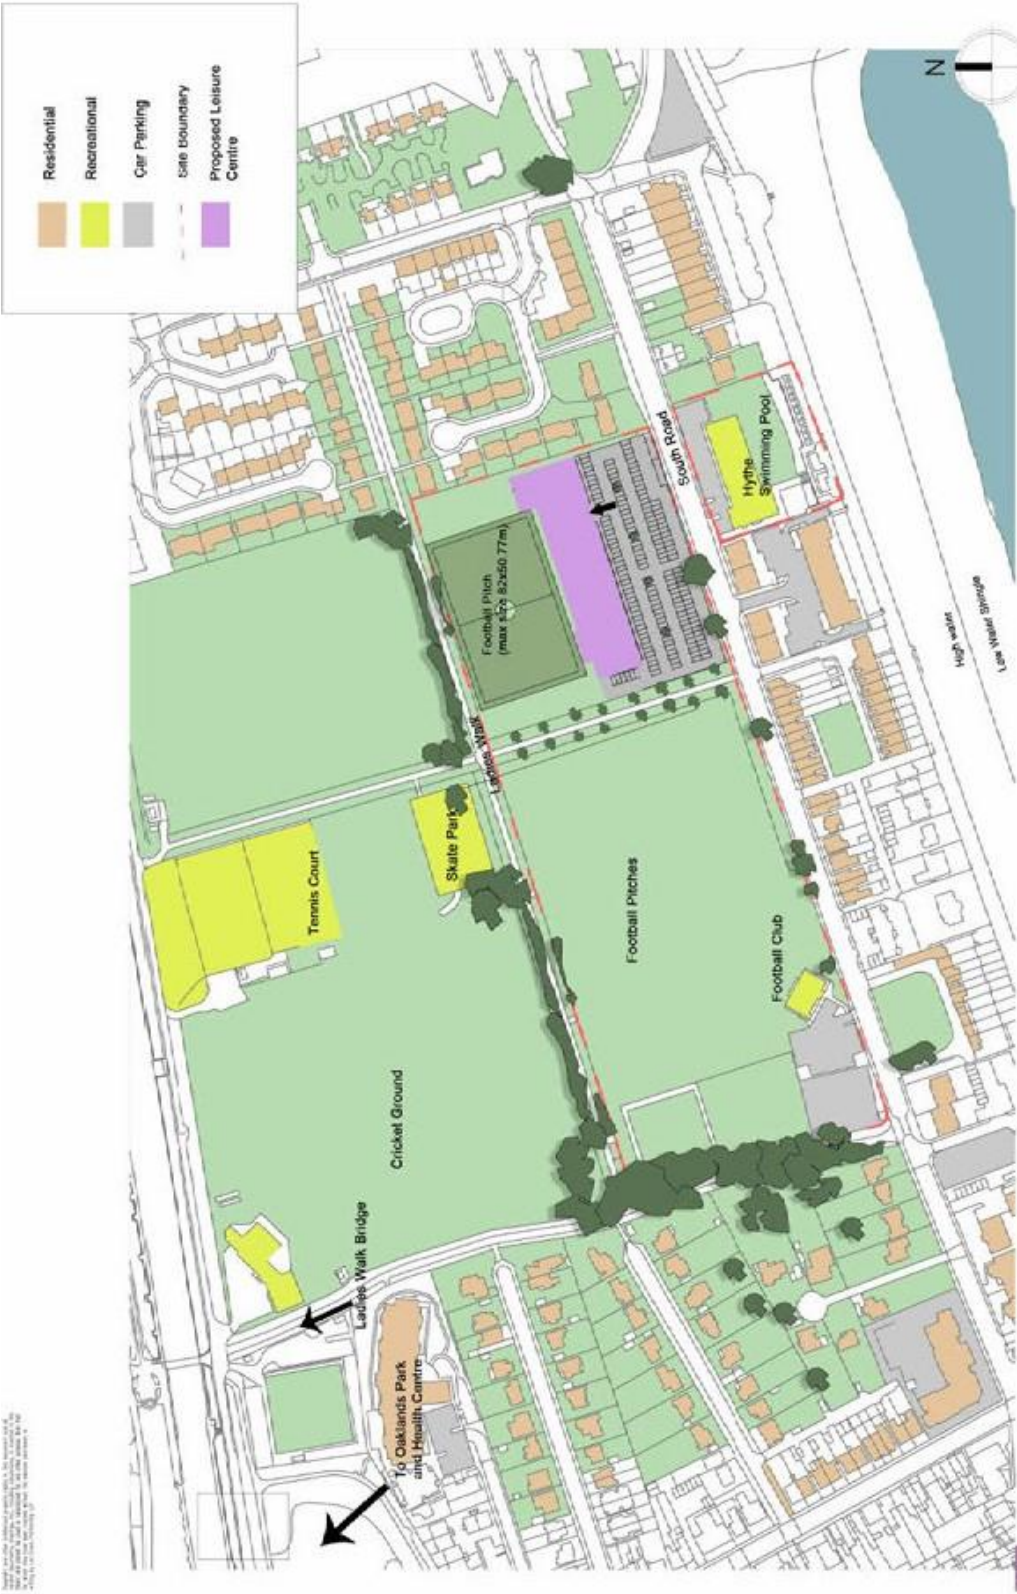 Residential
Recreational
Car Parking
Site Boundary
Proposed Leisure
Centre
N
Tennis Court
Skate Park
Ladies Walk
Cricket Ground
Ladies Walk Bridge
To Oaklands Park
and Health Centre
Football Pitch
(max size 82x50.77m)
Football Pitches
Football Club
South Road
Hythe
Swimming Pool
High water
Low Water Shingle